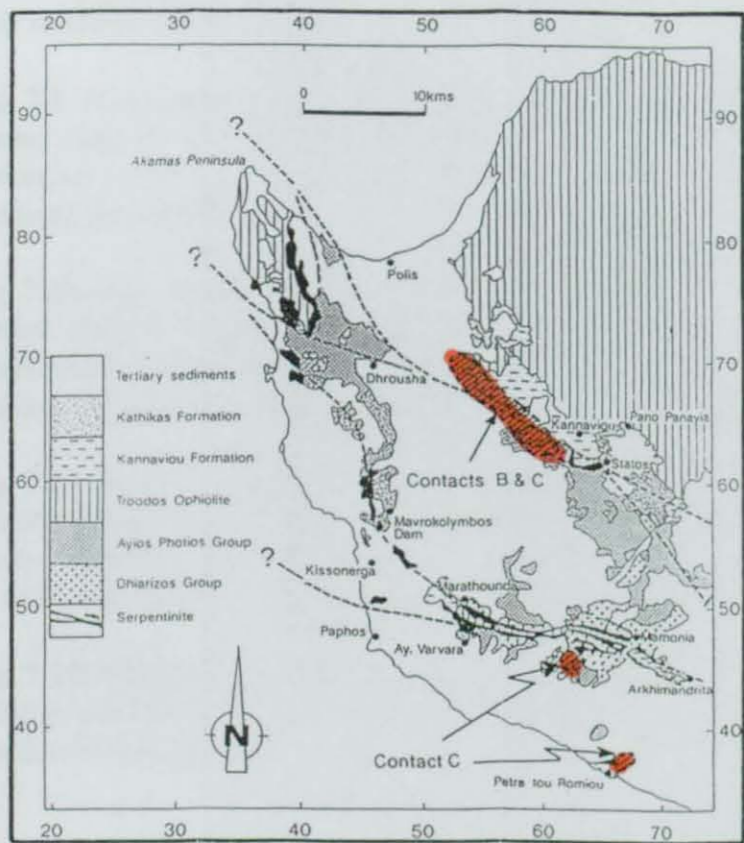 20 30 40 50 60 70
0 10kms
90
90
?
Akamas Peninsula
80
80
?
Polis
70
70
Tertiary sediments
Dhrousha
Kathikas Formation
Pano Panayia
Kannaviou
Kannaviou Formation
Statos
60
60
Contacts B & C
Troodos Ophiolite
Mavrokolymbos
Dam
Ayios Photios Group
?
Kissonerga
Dhiarizos Group
Marathounda
50
50
Serpentinite
Paphos
Mamonia
Ay. Varvara
Arkhimandrita
40
40
N
Contact C
Petra tou Romiou
20 30 40 50 60 70